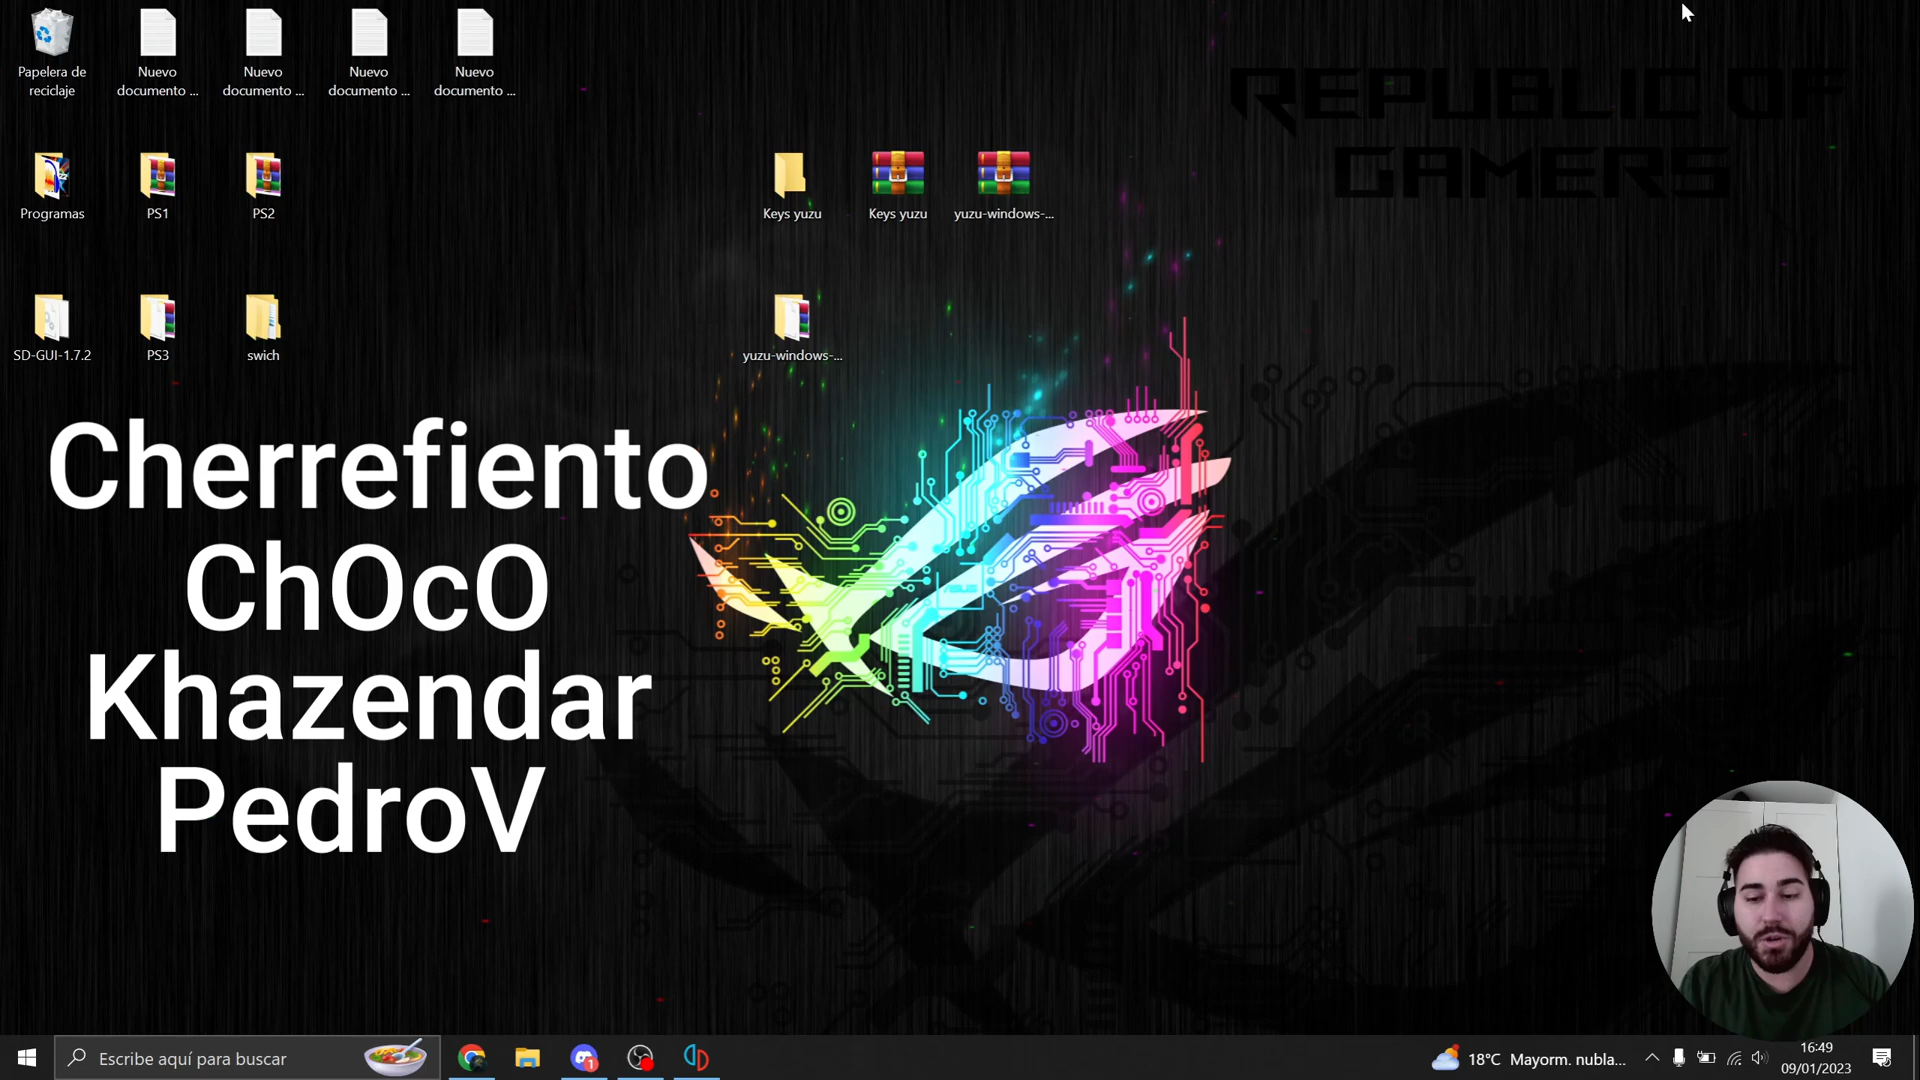 Papelera de
reciclaje
Nuevo
documento ...
Nuevo
documento ...
Nuevo
documento ...
Nuevo
documento ...
REPUBLIC OF
GAMERS
Programas
PS1
PS2
Keys yuzu
Keys yuzu
yuzu-windows-...
SD-GUI-1.7.2
PS3
swich
yuzu-windows-...
Cherrefiento
ChOcO
Khazendar
PedroV
Escribe aquí para buscar
1
18°C Mayorm. nubla...
16:49
09/01/2023